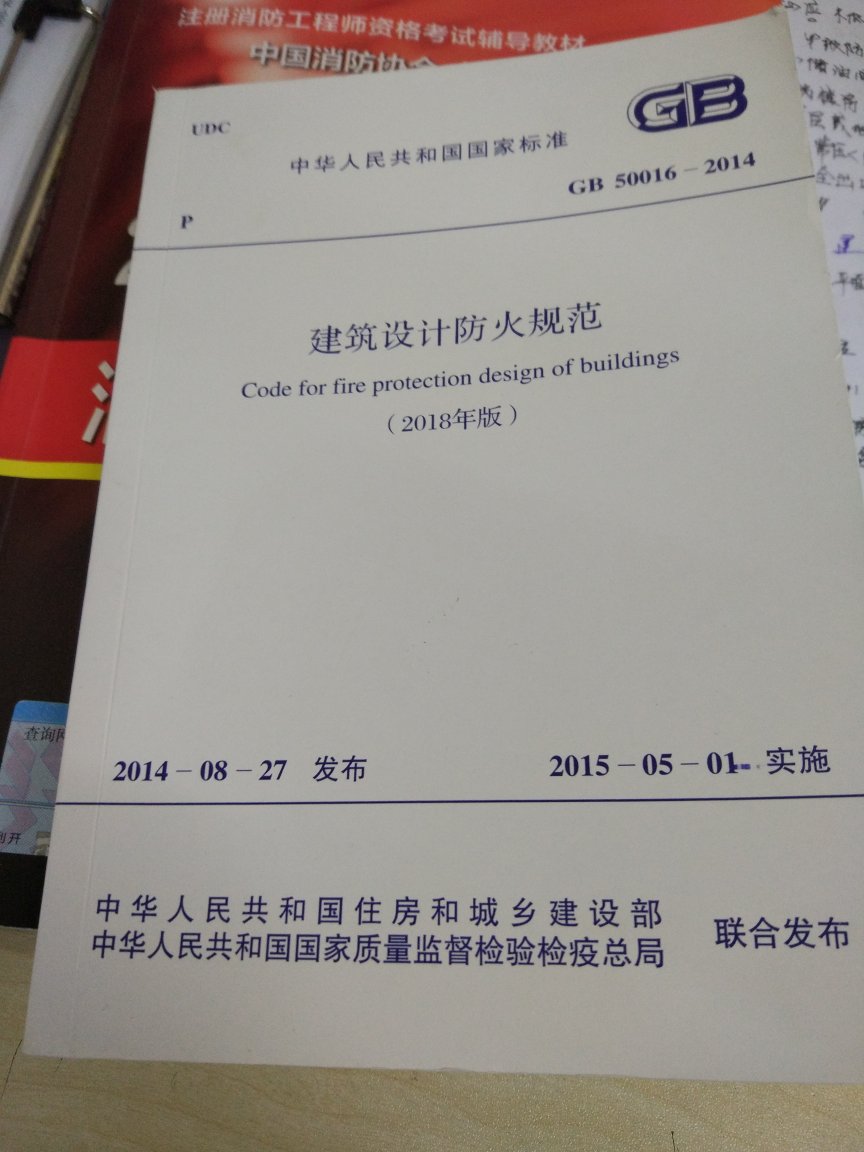 注册消防工程师资格考试辅导教材
中国消防协会
UDC
GB
中华人民共和国国家标准
P
GB 50016－2014
建筑设计防火规范
Code for fire protection design of buildings
（2018年版）
查询网
2014－08－27 发布
2015－05－01 实施
中华人民共和国住房和城乡建设部
中华人民共和国国家质量监督检验检疫总局
联合发布